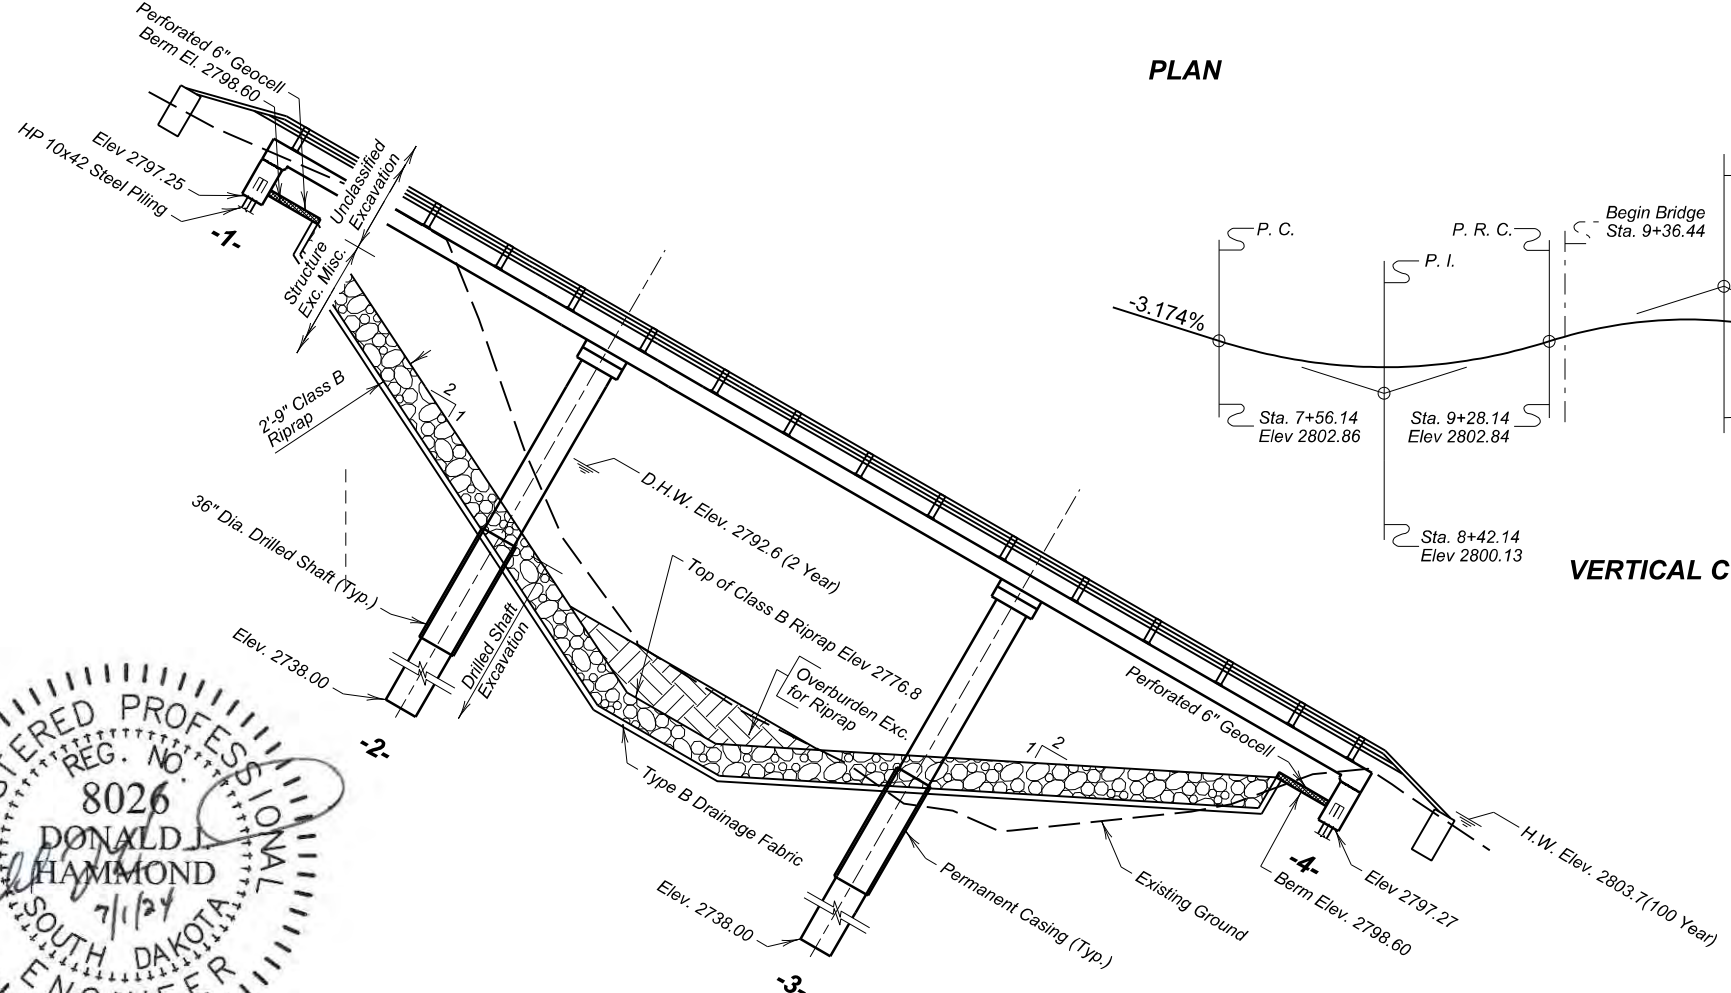 PLAN
Perforated 6" Geocell
Berm El. 2798.60
Elev 2797.25
HP 10x42 Steel Piling
-1-
Unclassified
Excavation
Structure
Exc. Misc.
2'-9" Class B
Riprap
2
1
36" Dia. Drilled Shaft (Typ.)
Elev. 2738.00
-2-
Drilled Shaft
Excavation
D.H.W. Elev. 2792.6 (2 Year)
Top of Class B Riprap Elev 2776.8
Overburden Exc.
for Riprap
Type B Drainage Fabric
Elev. 2738.00
-3-
Permanent Casing (Typ.)
1
2
Perforated 6" Geocell
Existing Ground
-4-
Berm Elev. 2798.60
Elev 2797.27
H.W. Elev. 2803.7(100 Year)
E
E
-3.174%
P. C.
P. I.
P. R. C.
Begin Bridge
Sta. 9+36.44
Sta. 7+56.14
Elev 2802.86
Sta. 9+28.14
Elev 2802.84
Sta. 8+42.14
Elev 2800.13
VERTICAL C
STERED PROFESSIONAL
REG. NO.
8026
DONALD J.
HAMMOND
7/1/24
SOUTH DAKOTA